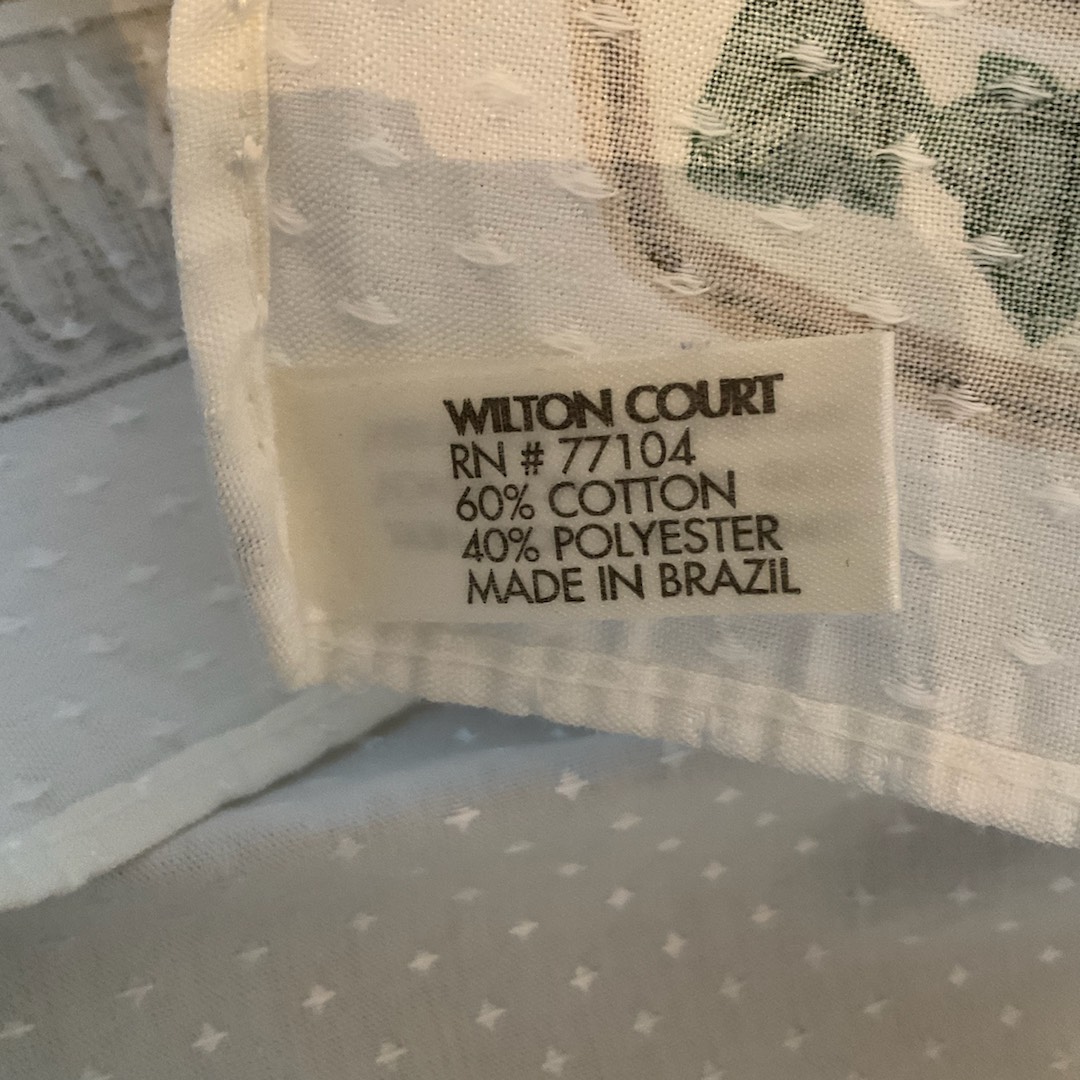 WILTON COURT
RN # 77104
60% COTTON
40% POLYESTER
MADE IN BRAZIL